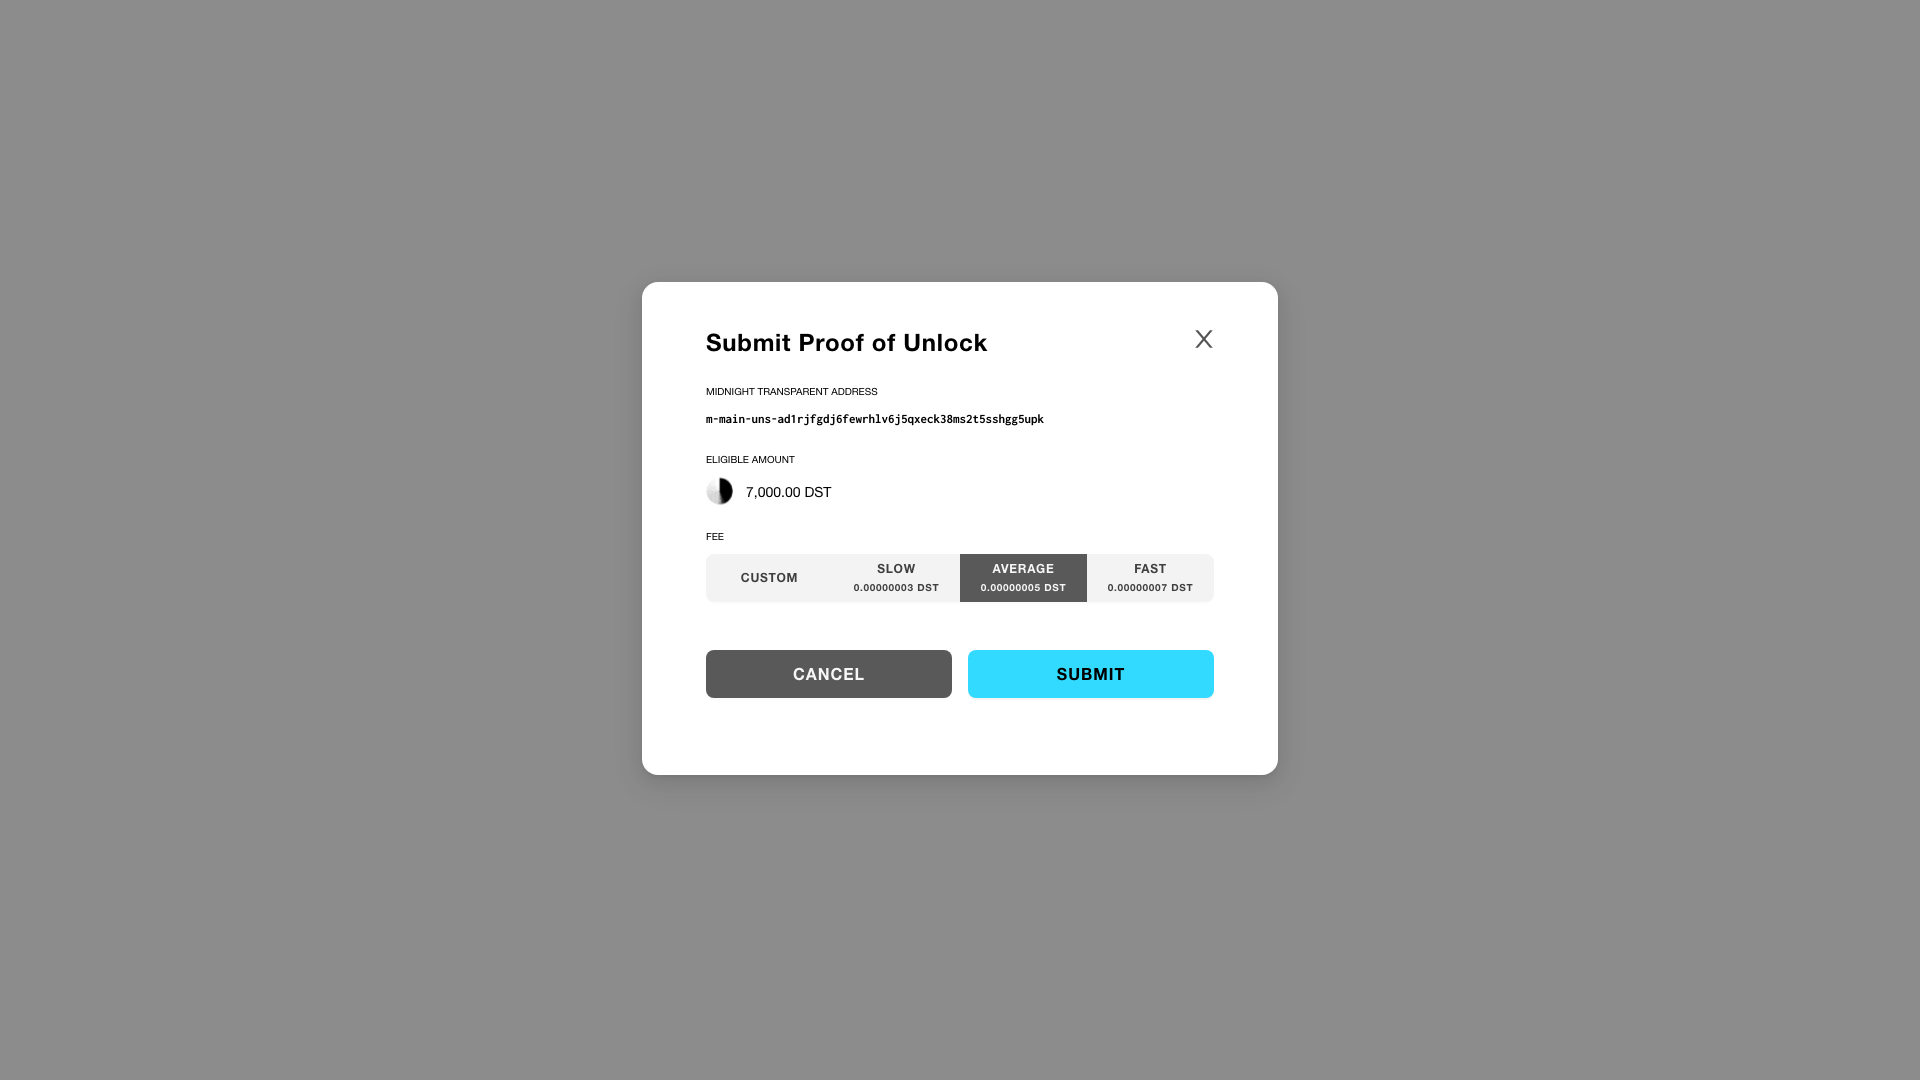 Submit Proof of Unlock
X
MIDNIGHT TRANSPARENT ADDRESS
m-main-uns-ad1rjfgdj6fewrhlv6j5qxeck38ms2t5sshgg5upk
ELIGIBLE AMOUNT
7,000.00 DST
FEE
CUSTOM
SLOW
0.00000003 DST
AVERAGE
0.00000005 DST
FAST
0.00000007 DST
CANCEL
SUBMIT